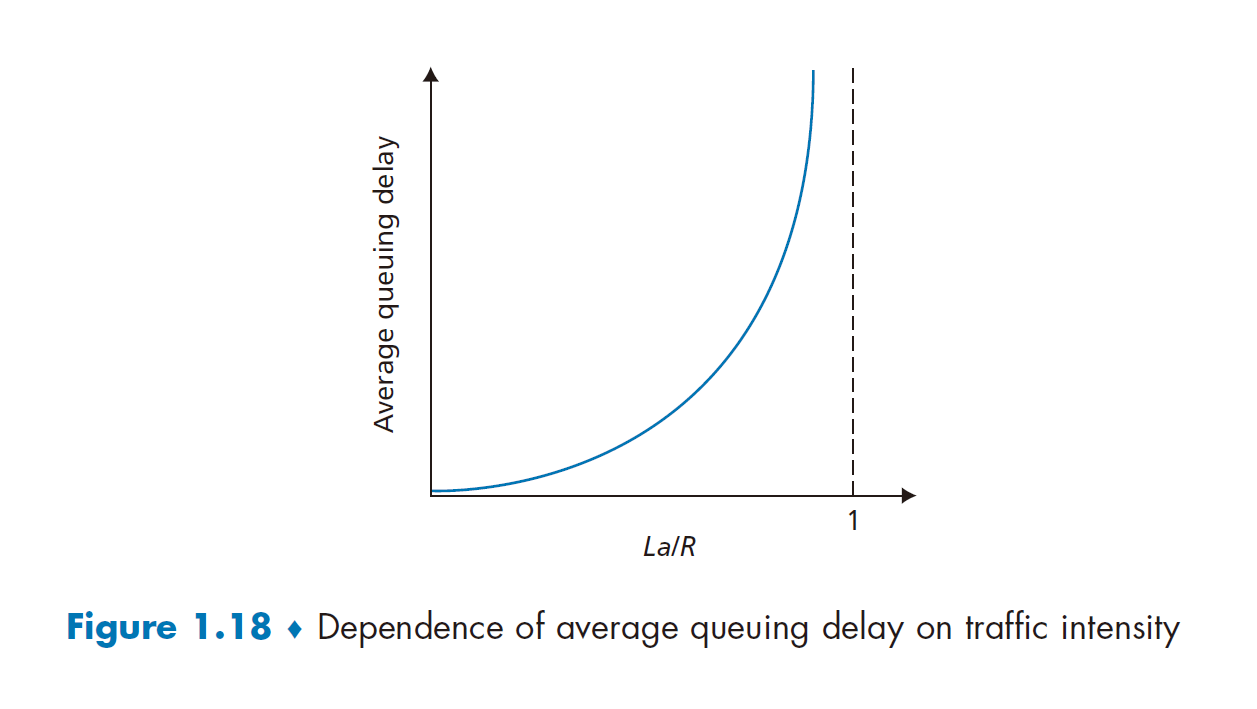 Average queuing delay
1
La/R
Figure 1.18 ♦ Dependence of average queuing delay on traffic intensity